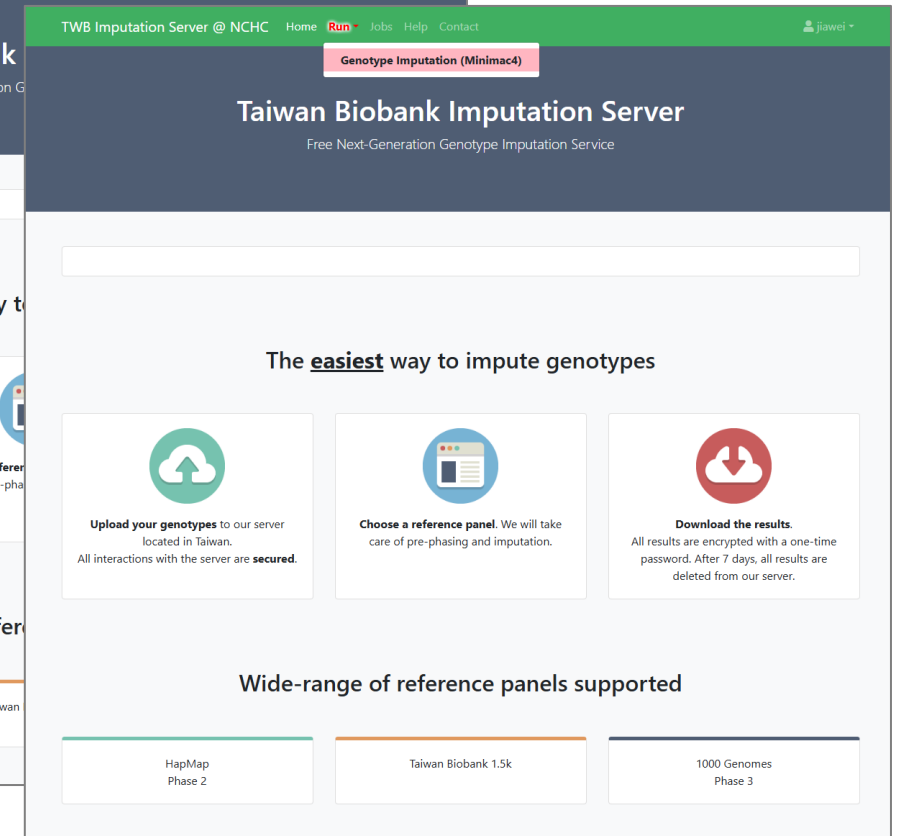 TWB Imputation Server @ NCHC Home Run Jobs Help Contact jiawei
Genotype Imputation (Minimac4)
Taiwan Biobank Imputation Server
Free Next-Generation Genotype Imputation Service
The easiest way to impute genotypes
Upload your genotypes to our server
located in Taiwan.
All interactions with the server are secured.
Choose a reference panel. We will take
care of pre-phasing and imputation.
Download the results.
All results are encrypted with a one-time
password. After 7 days, all results are
deleted from our server.
Wide-range of reference panels supported
HapMap
Phase 2
Taiwan Biobank 1.5k
1000 Genomes
Phase 3